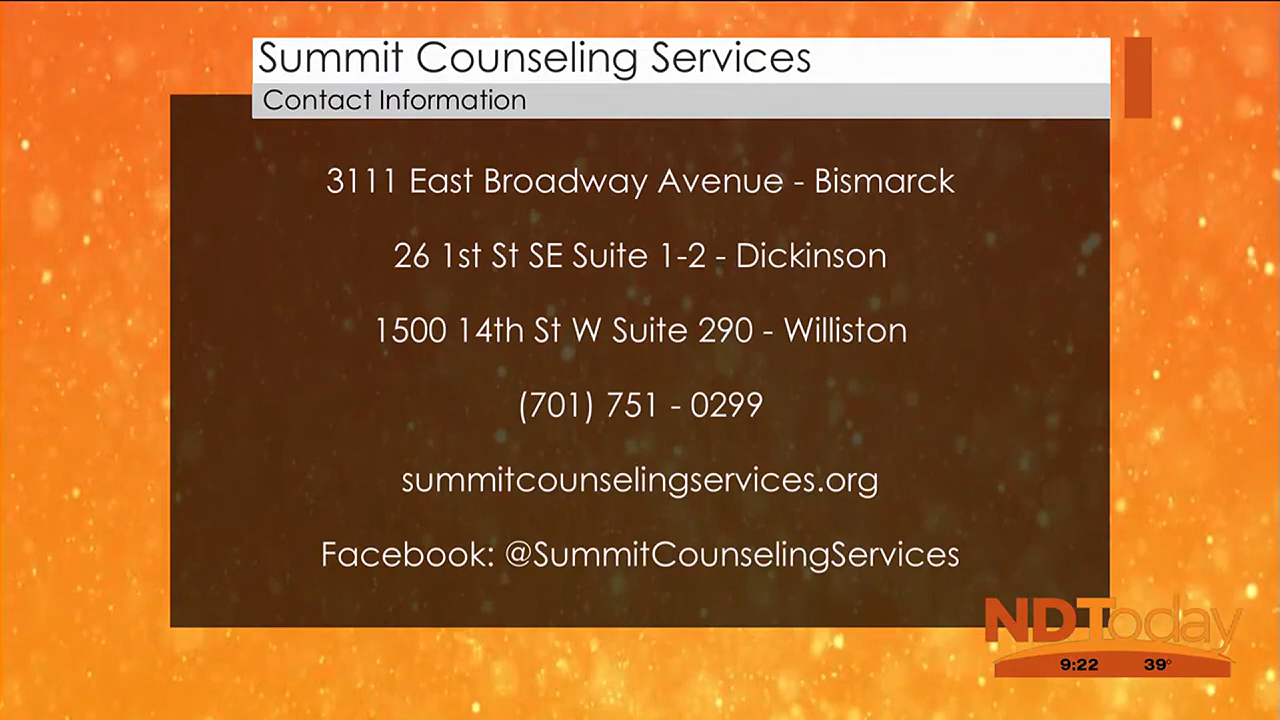 Summit Counseling Services
Contact Information
3111 East Broadway Avenue - Bismarck
26 1st St SE Suite 1-2 - Dickinson
1500 14th St W Suite 290 - Williston
(701) 751 - 0299
summitcounselingservices.org
Facebook: @SummitCounselingServices
NDToday
9:22 39°